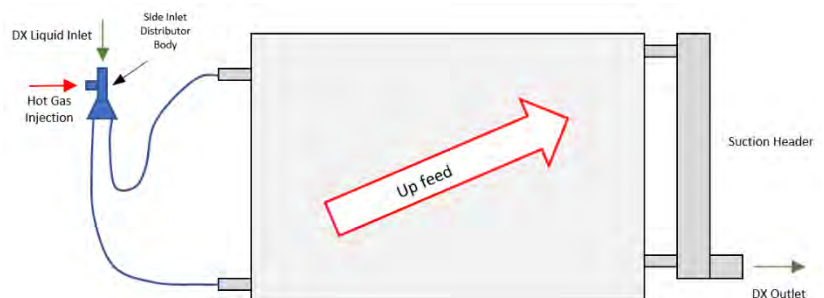 DX Liquid Inlet
Side Inlet
Distributor
Body
Hot Gas
Injection
Up feed
Suction Header
DX Outlet